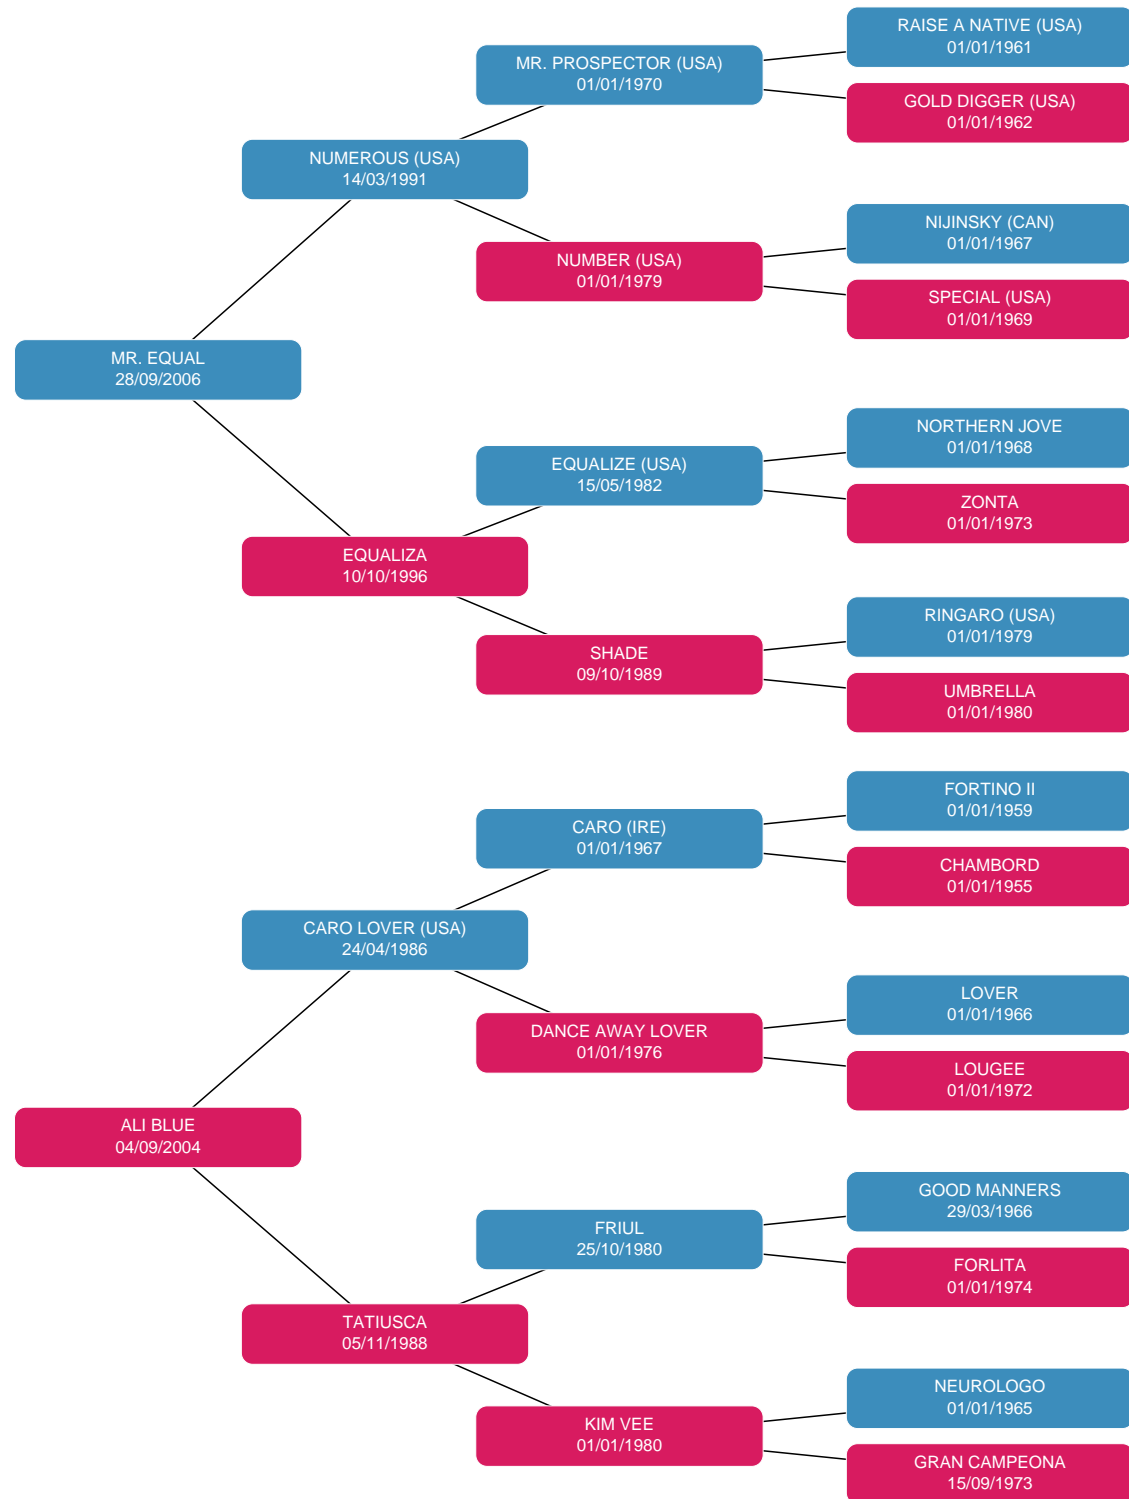 RAISE A NATIVE (USA)
01/01/1961
MR. PROSPECTOR (USA)
01/01/1970
GOLD DIGGER (USA)
01/01/1962
NUMEROUS (USA)
14/03/1991
NIJINSKY (CAN)
01/01/1967
NUMBER (USA)
01/01/1979
SPECIAL (USA)
01/01/1969
MR. EQUAL
28/09/2006
NORTHERN JOVE
01/01/1968
EQUALIZE (USA)
15/05/1982
ZONTA
01/01/1973
EQUALIZA
10/10/1996
RINGARO (USA)
01/01/1979
SHADE
09/10/1989
UMBRELLA
01/01/1980
FORTINO II
01/01/1959
CARO (IRE)
01/01/1967
CHAMBORD
01/01/1955
CARO LOVER (USA)
24/04/1986
LOVER
01/01/1966
DANCE AWAY LOVER
01/01/1976
LOUGEE
01/01/1972
ALI BLUE
04/09/2004
GOOD MANNERS
29/03/1966
FRIUL
25/10/1980
FORLITA
01/01/1974
TATIUSCA
05/11/1988
NEUROLOGO
01/01/1965
KIM VEE
01/01/1980
GRAN CAMPEONA
15/09/1973